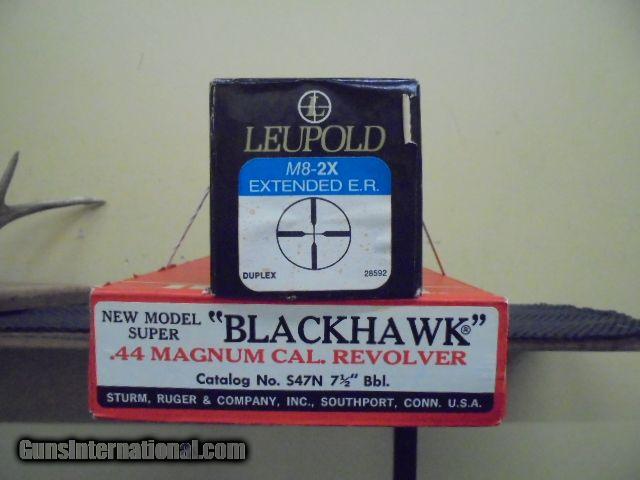 L
LEUPOLD
M8-2X
EXTENDED E.R.
DUPLEX 28592
NEW MODEL SUPER "BLACKHAWK"®
.44 MAGNUM CAL. REVOLVER
Catalog No. S47N 7½" Bbl.
STURM, RUGER & COMPANY, INC., SOUTHPORT, CONN. U.S.A.
GunsInternational.com